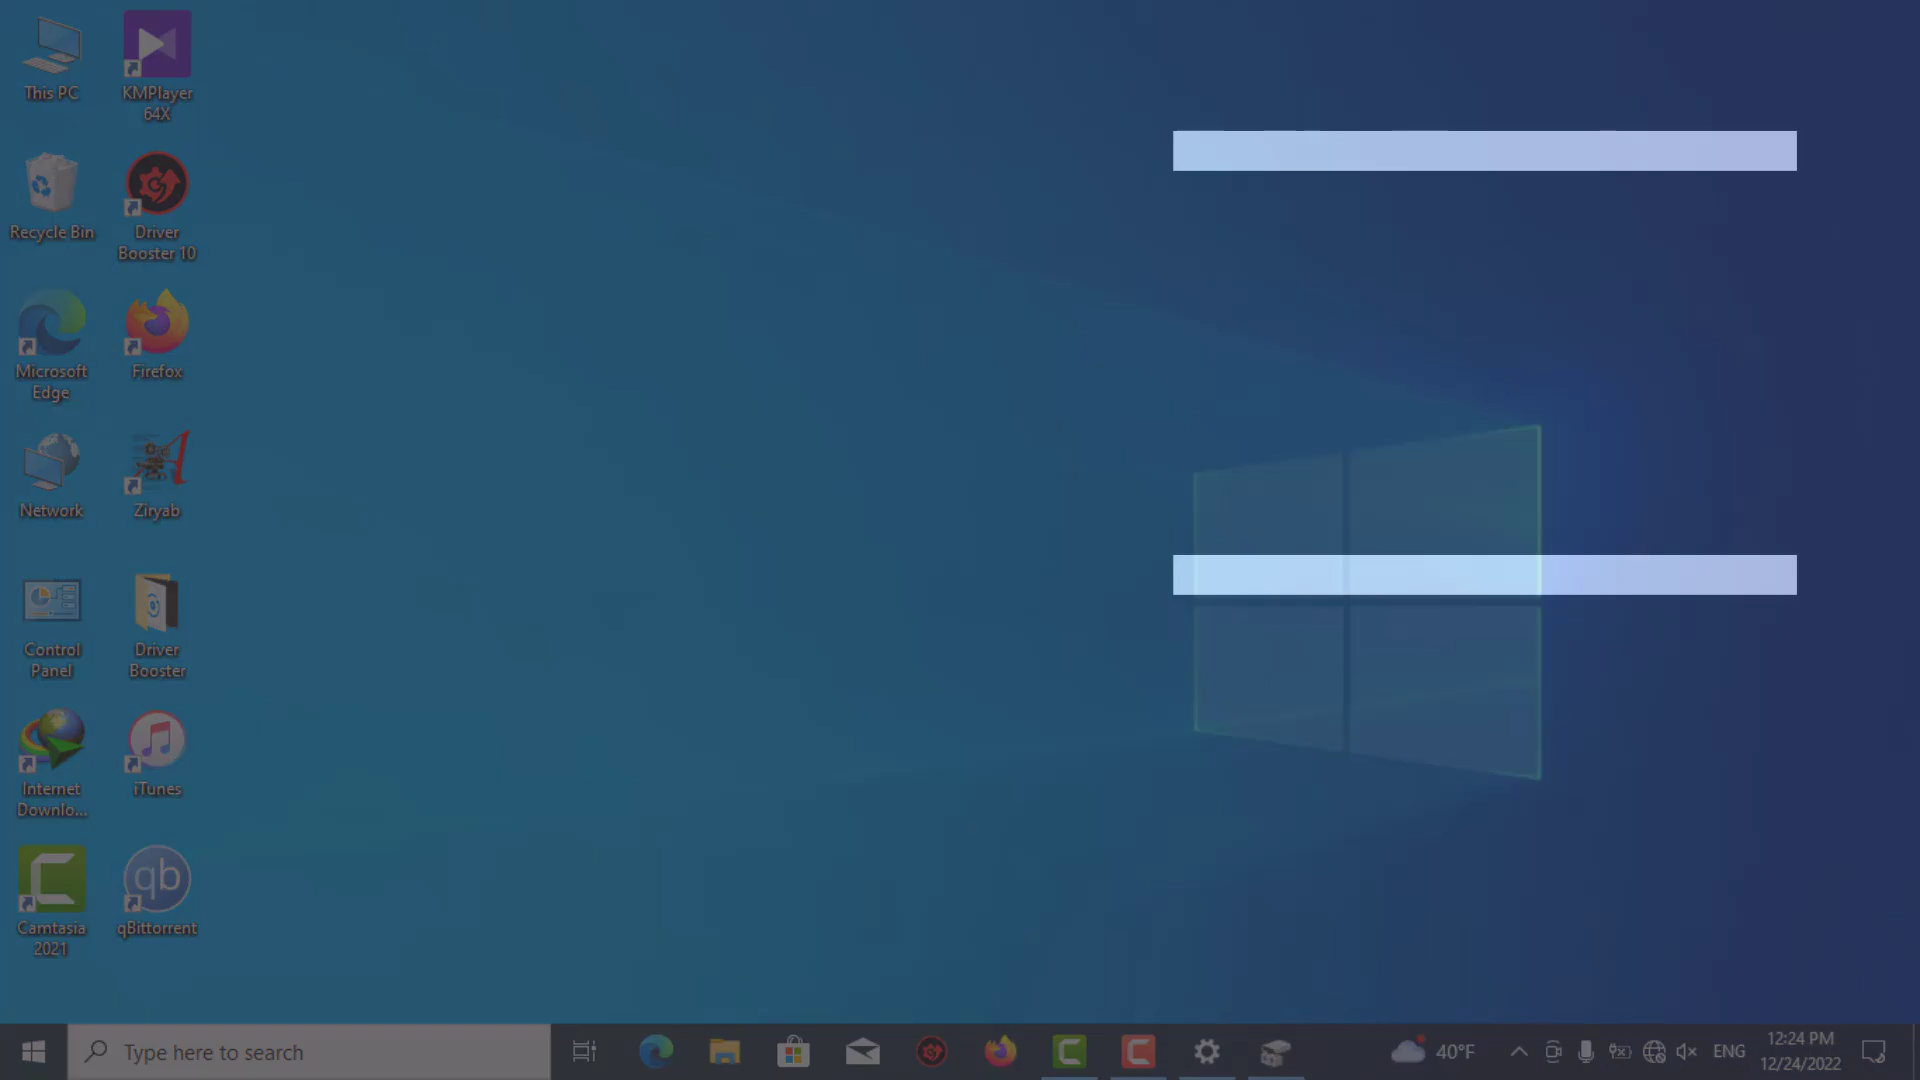 This PC
KMPlayer
64X
Recycle Bin
Driver
Booster 10
Microsoft
Edge
Firefox
Network
Ziryab
Control
Panel
Driver
Booster
Internet
Downlo...
iTunes
Camtasia
2021
qb
qBittorrent
Type here to search
40°F
ENG
12:24 PM
12/24/2022